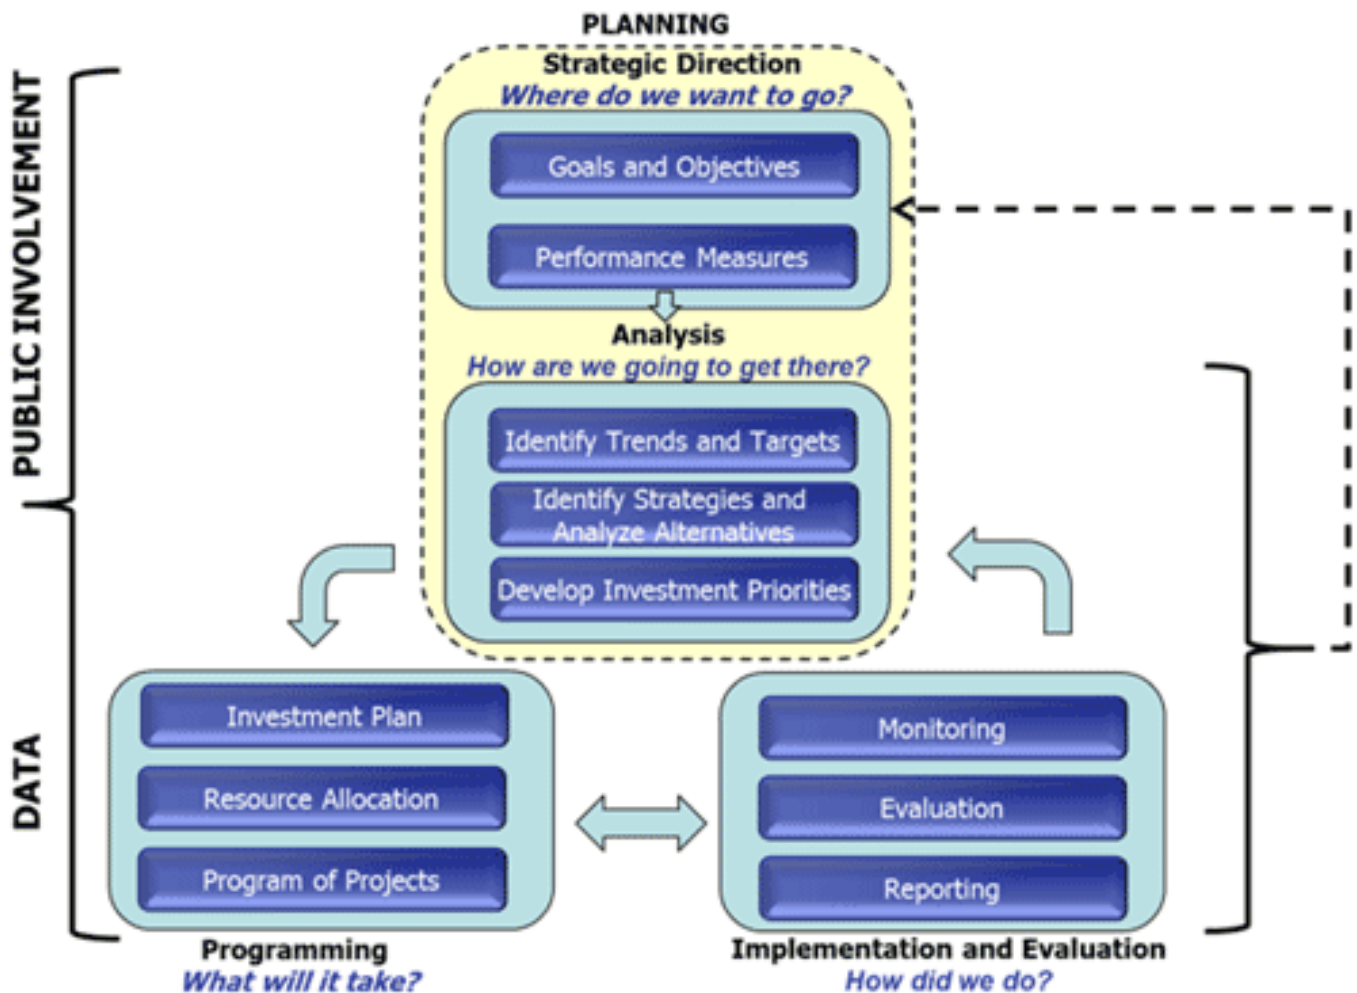 PLANNING
Strategic Direction
Where do we want to go?
Goals and Objectives
Performance Measures
Analysis
How are we going to get there?
Identify Trends and Targets
Identify Strategies and
Analyze Alternatives
Develop Investment Priorities
PUBLIC INVOLVEMENT
DATA
Investment Plan
Resource Allocation
Program of Projects
Programming
What will it take?
Monitoring
Evaluation
Reporting
Implementation and Evaluation
How did we do?